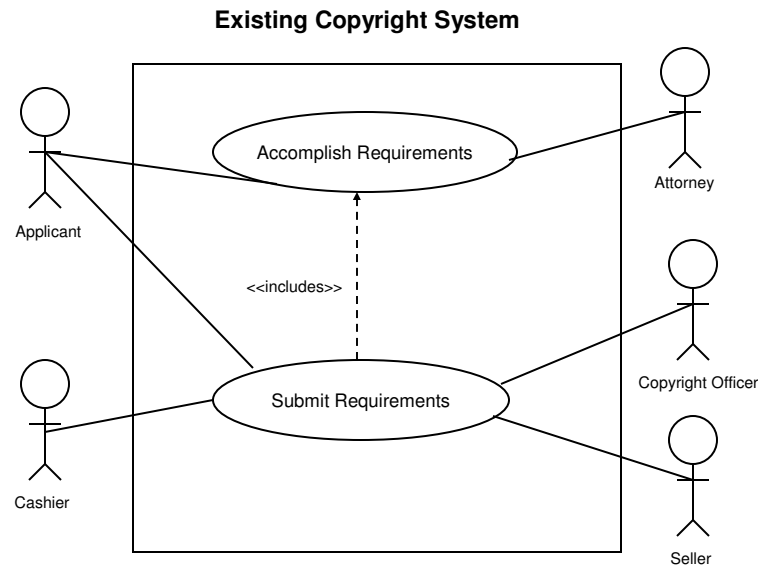 Existing Copyright System
Accomplish Requirements
Attorney
Applicant
<<includes>>
Copyright Officer
Submit Requirements
Cashier
Seller